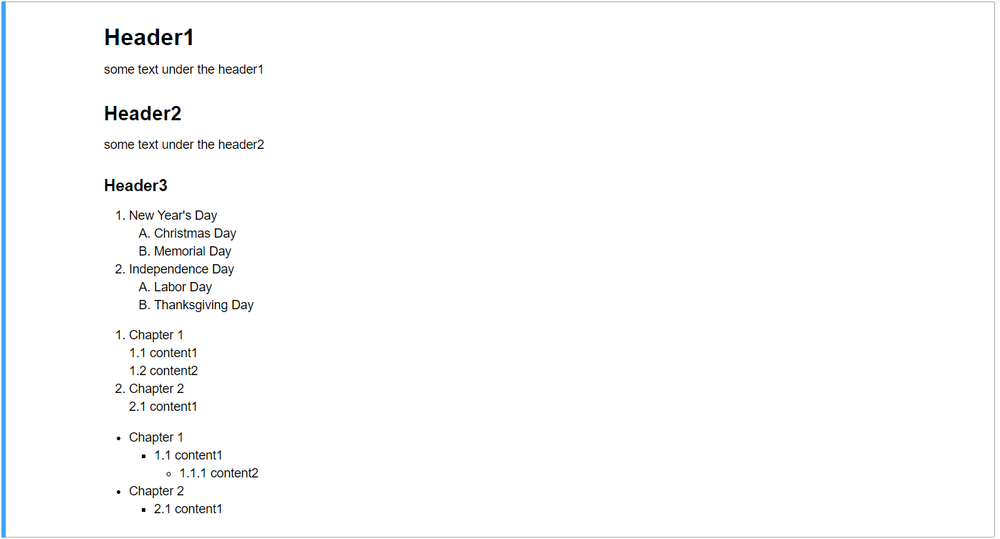 Header1
some text under the header1
Header2
some text under the header2
Header3
1. New Year's Day
A. Christmas Day
B. Memorial Day
2. Independence Day
A. Labor Day
B. Thanksgiving Day
1. Chapter 1
1.1 content1
1.2 content2
2. Chapter 2
2.1 content1
• Chapter 1
▪ 1.1 content1
◦ 1.1.1 content2
• Chapter 2
▪ 2.1 content1